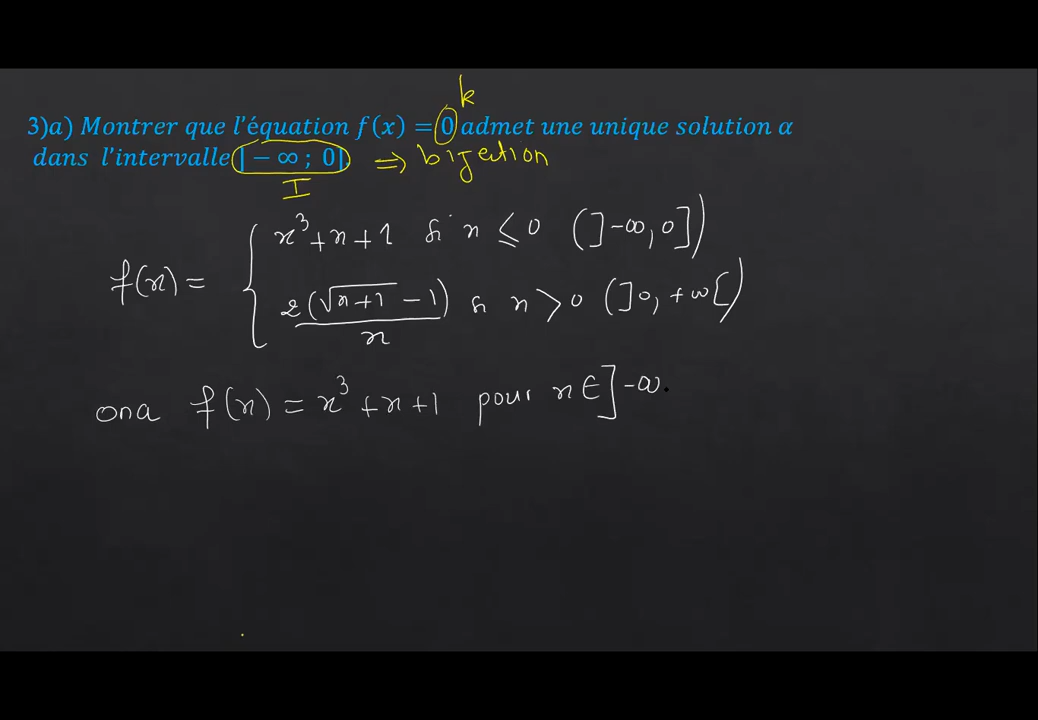 k
3)a) Montrer que l'équation f(x) = 0 admet une unique solution α
dans l'intervalle ]−∞; 0] ⇒ bijection
I
f(x) = { x³+x+1 si x ⩽ 0 (]-∞, 0])
2(√x+1 - 1)/x si x > 0 (]0, +∞[)
ona f(x) = x³+x+1 pour x∈]-∞